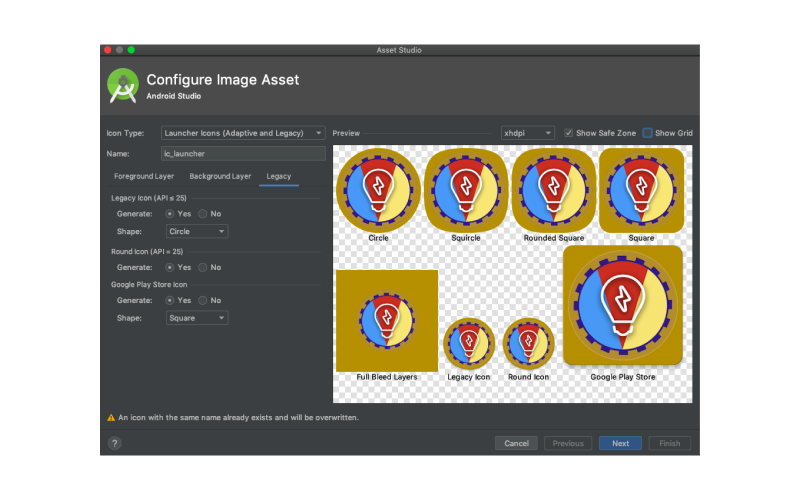 Asset Studio
Configure Image Asset
Android Studio
Icon Type: Launcher Icons (Adaptive and Legacy)
Name: ic_launcher
Foreground Layer Background Layer Legacy
Legacy Icon (API ≤ 25)
Generate: Yes No
Shape: Circle
Round Icon (API = 25)
Generate: Yes No
Google Play Store Icon
Generate: Yes No
Shape: Square
Preview xhdpi Show Safe Zone Show Grid
Circle Squircle Rounded Square Square
Full Bleed Layers Legacy Icon Round Icon Google Play Store
An icon with the same name already exists and will be overwritten.
? Cancel Previous Next Finish